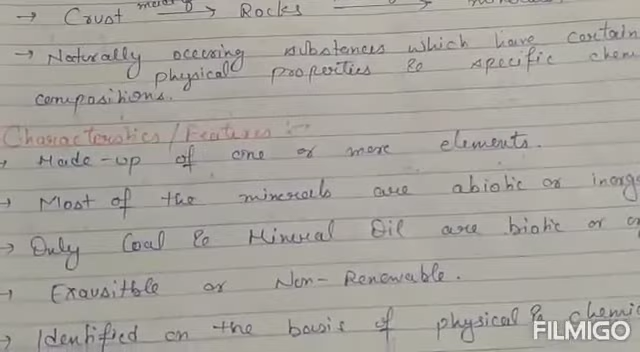 → Crust → Rocks →
→ Naturally occuring substances which have certain
physical properties & specific chem
compositions.
Characteristics/Features :-
→ Made-up of one or more elements.
→ Most of the minerals are abiotic or inorg
→ Only Coal & Mineral Oil are biotic or
→ Exausitble or Non-Renewable.
→ Identified on the basis of physical & chemic
FILMIGO